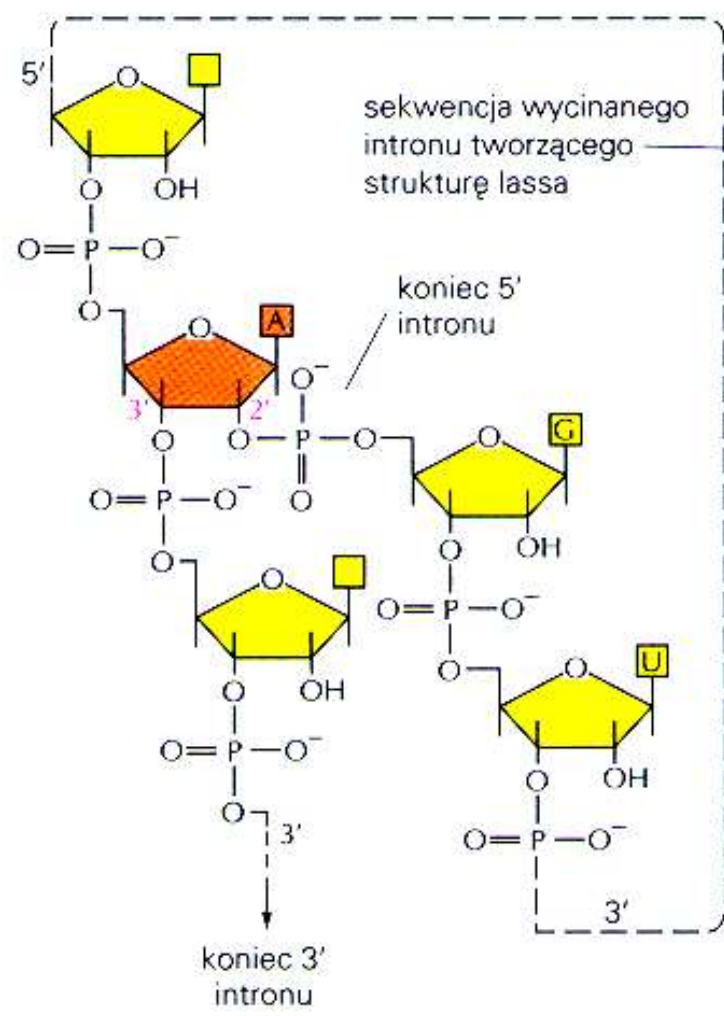 5′
O
O
OH
O=P—O⁻
O
sekwencja wycinanego
intronu tworzącego
strukturę lassa
koniec 5′
intronu
O
A
3′
2′
O
O
O⁻
P
O
O
O=P—O⁻
O
O
G
O
OH
O=P—O⁻
O
O
O
OH
O=P—O⁻
O
3′
koniec 3′
intronu
O
U
O
OH
O=P—O⁻
3′